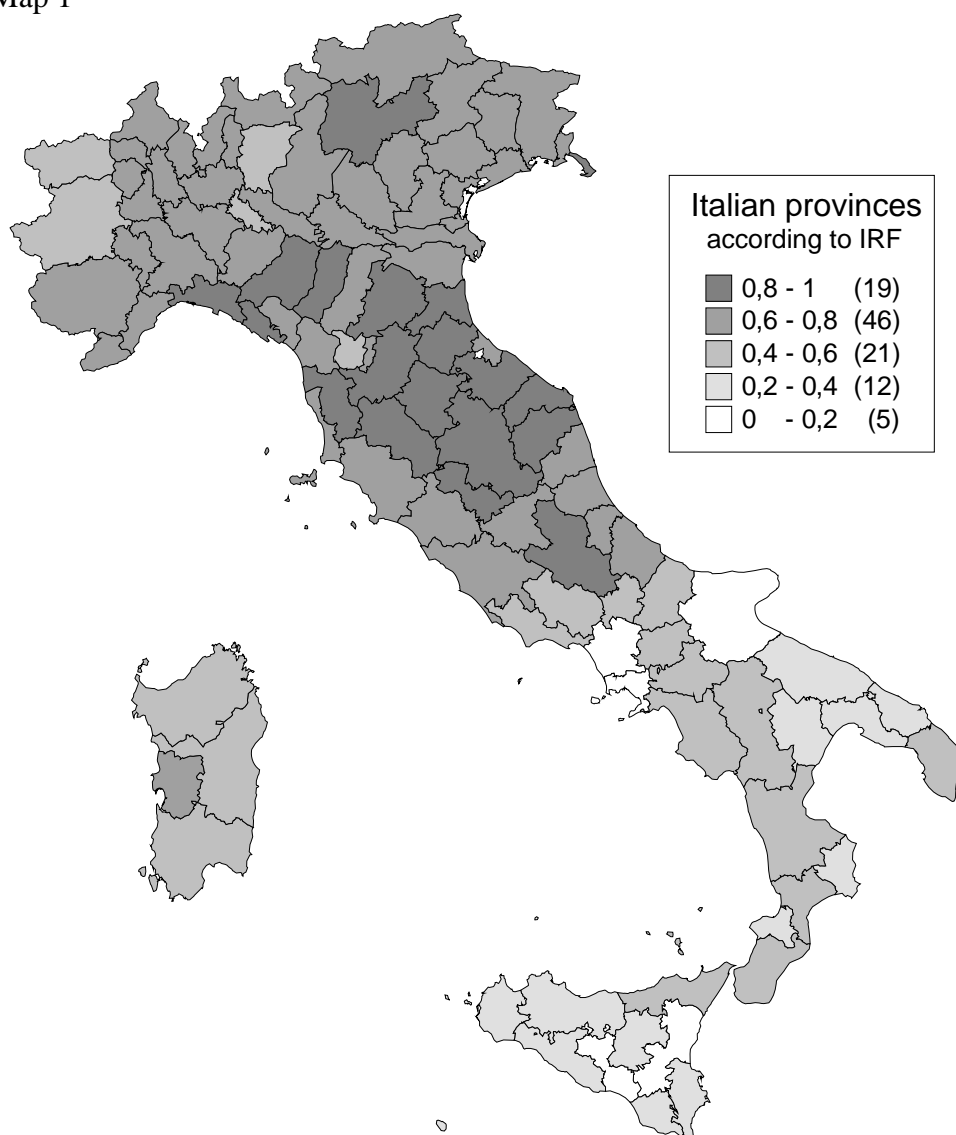 Map 1
Italian provinces
according to IRF
0,8 - 1 (19)
0,6 - 0,8 (46)
0,4 - 0,6 (21)
0,2 - 0,4 (12)
0 - 0,2 (5)